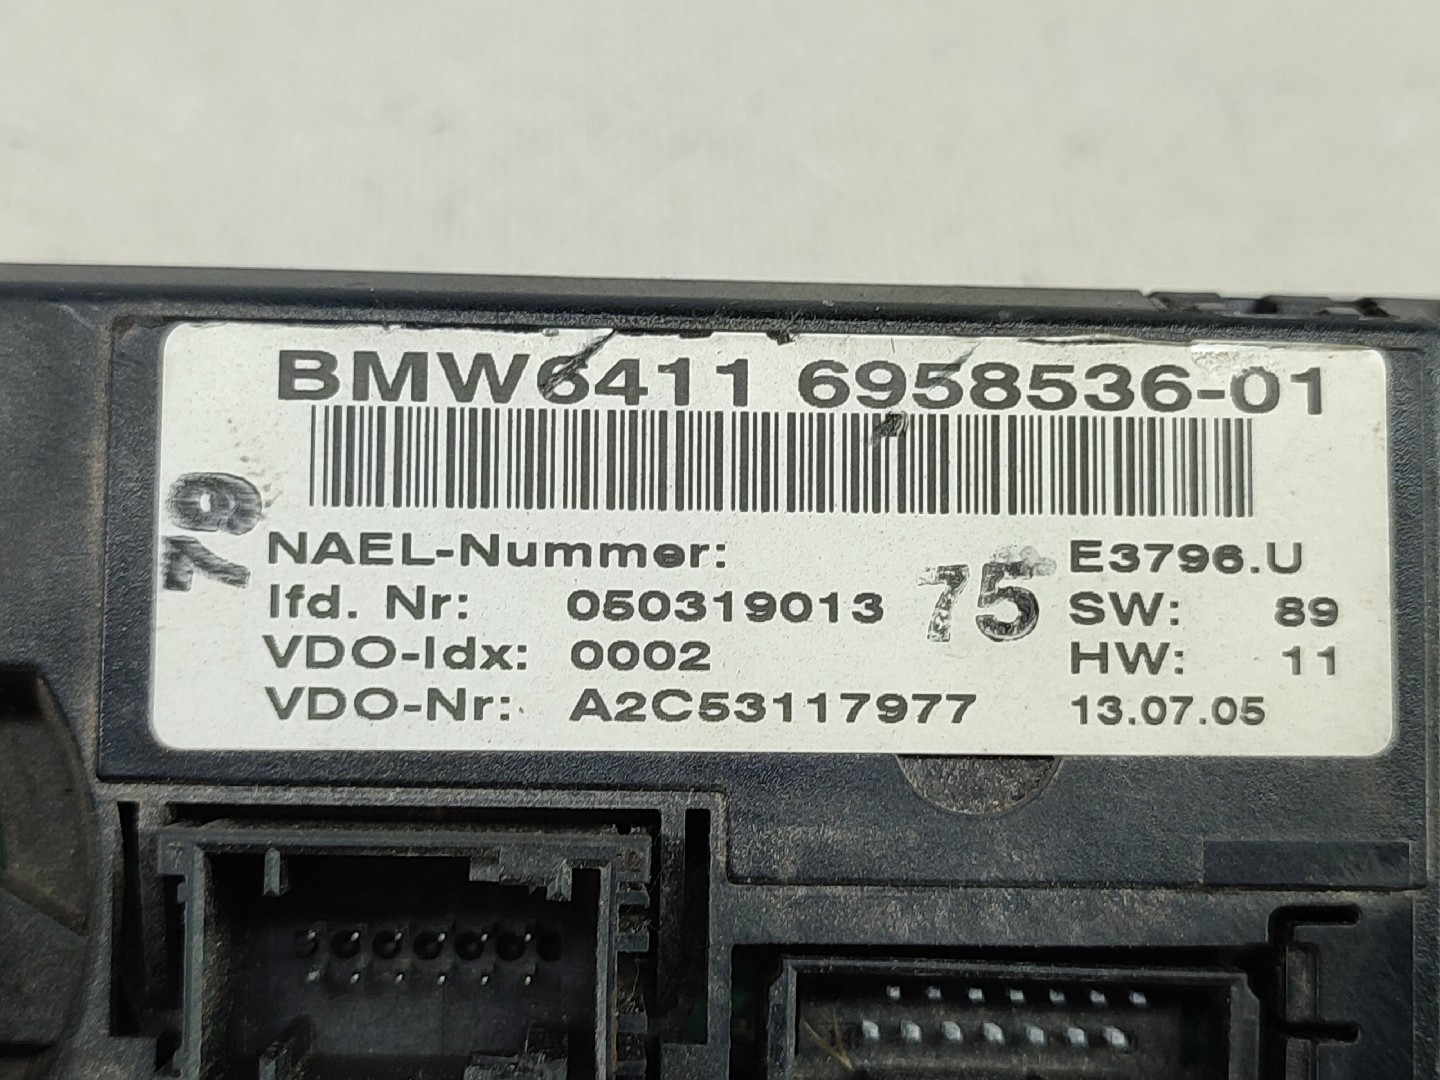 BMW6411 6958536-01
79
NAEL-Nummer: E3796.U
lfd. Nr: 050319013 75 SW: 89
VDO-Idx: 0002 HW: 11
VDO-Nr: A2C53117977 13.07.05